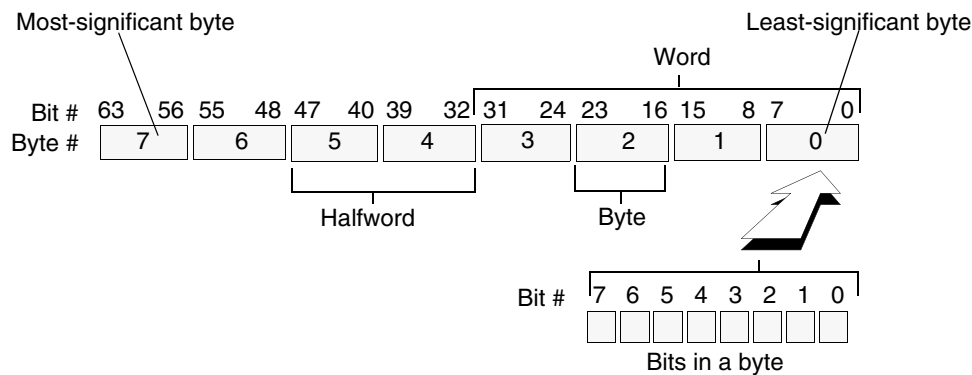 Most-significant byte Least-significant byte
Word
Bit # 63 56 55 48 47 40 39 32 31 24 23 16 15 8 7 0
Byte # 7 6 5 4 3 2 1 0
Halfword Byte
Bit # 7 6 5 4 3 2 1 0
Bits in a byte